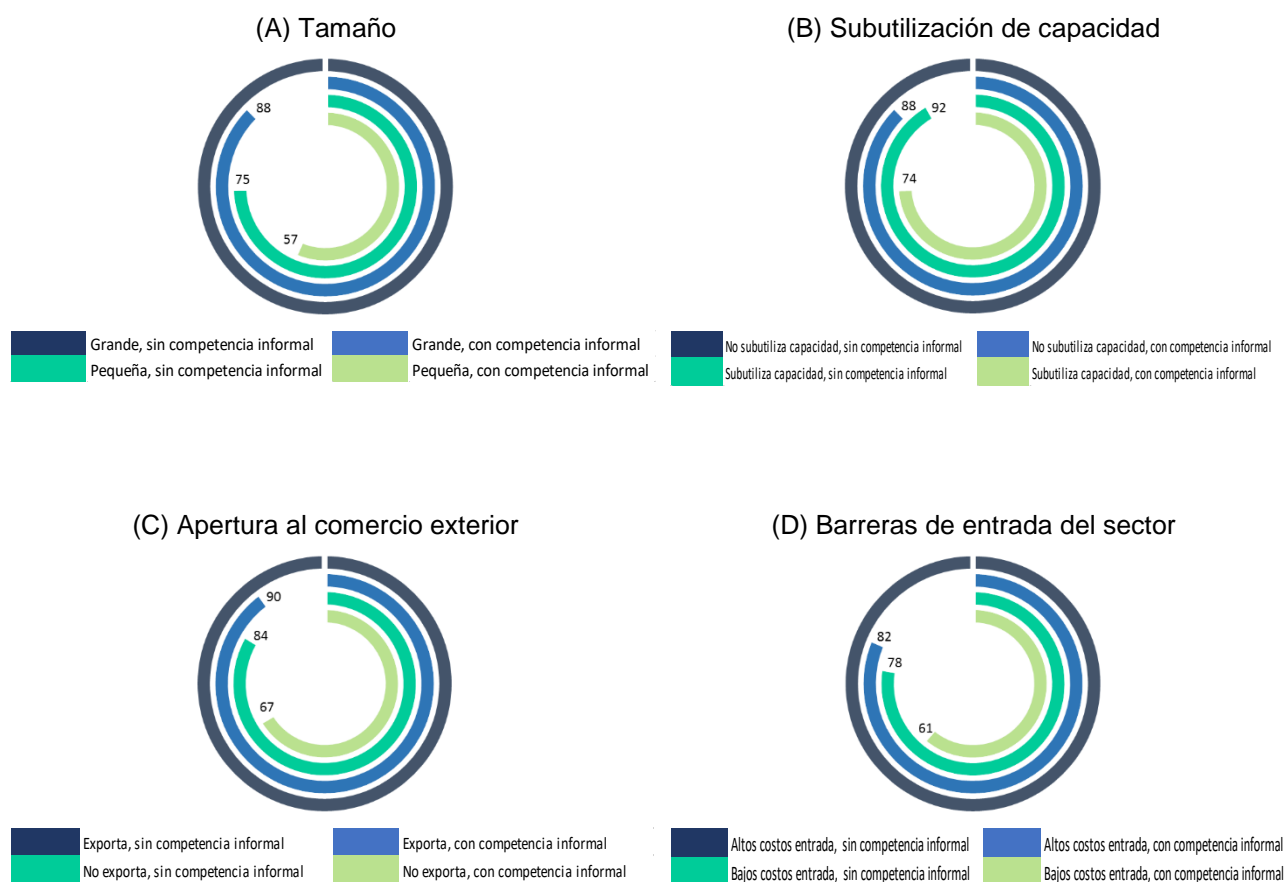 (A) Tamaño
88
75
57
Grande, sin competencia informal
Grande, con competencia informal
Pequeña, sin competencia informal
Pequeña, con competencia informal
(B) Subutilización de capacidad
88
92
74
No subutiliza capacidad, sin competencia informal
No subutiliza capacidad, con competencia informal
Subutiliza capacidad, sin competencia informal
Subutiliza capacidad, con competencia informal
(C) Apertura al comercio exterior
90
84
67
Exporta, sin competencia informal
Exporta, con competencia informal
No exporta, sin competencia informal
No exporta, con competencia informal
(D) Barreras de entrada del sector
82
78
61
Altos costos entrada, sin competencia informal
Altos costos entrada, con competencia informal
Bajos costos entrada, sin competencia informal
Bajos costos entrada, con competencia informal